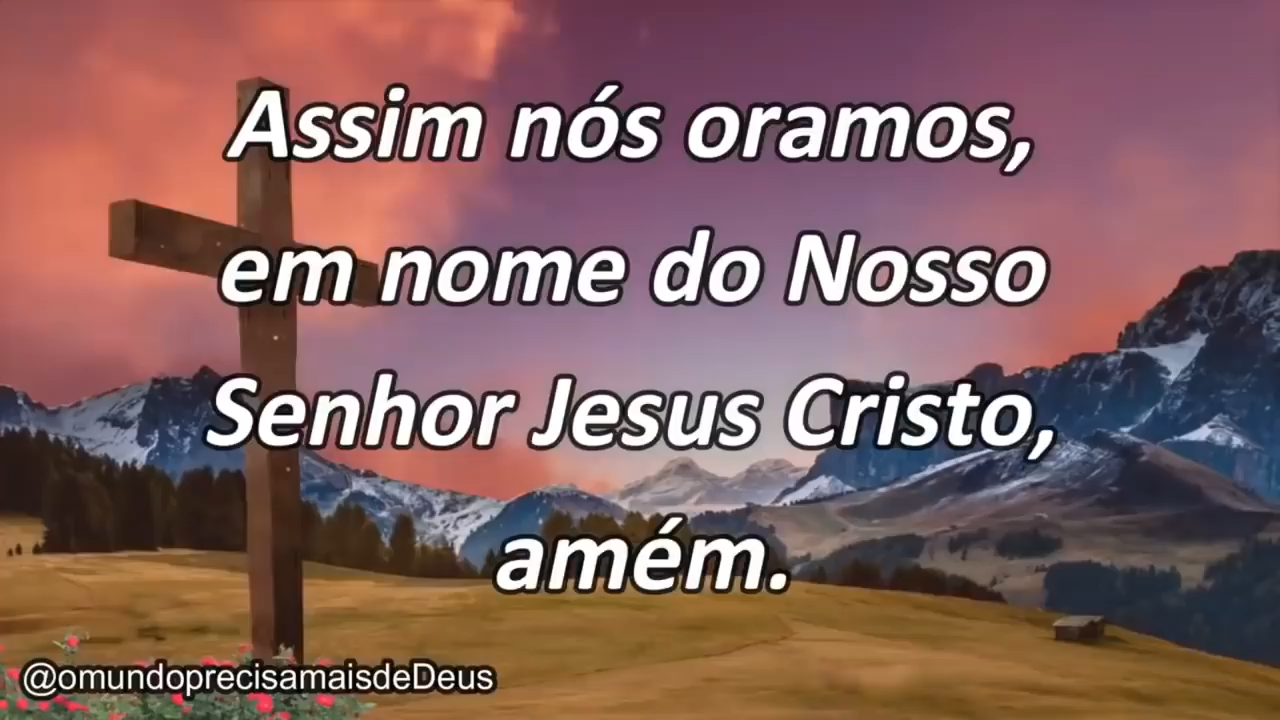 Assim nós oramos,
em nome do Nosso
Senhor Jesus Cristo,
amém.
@omundoprecisamaisdeDeus